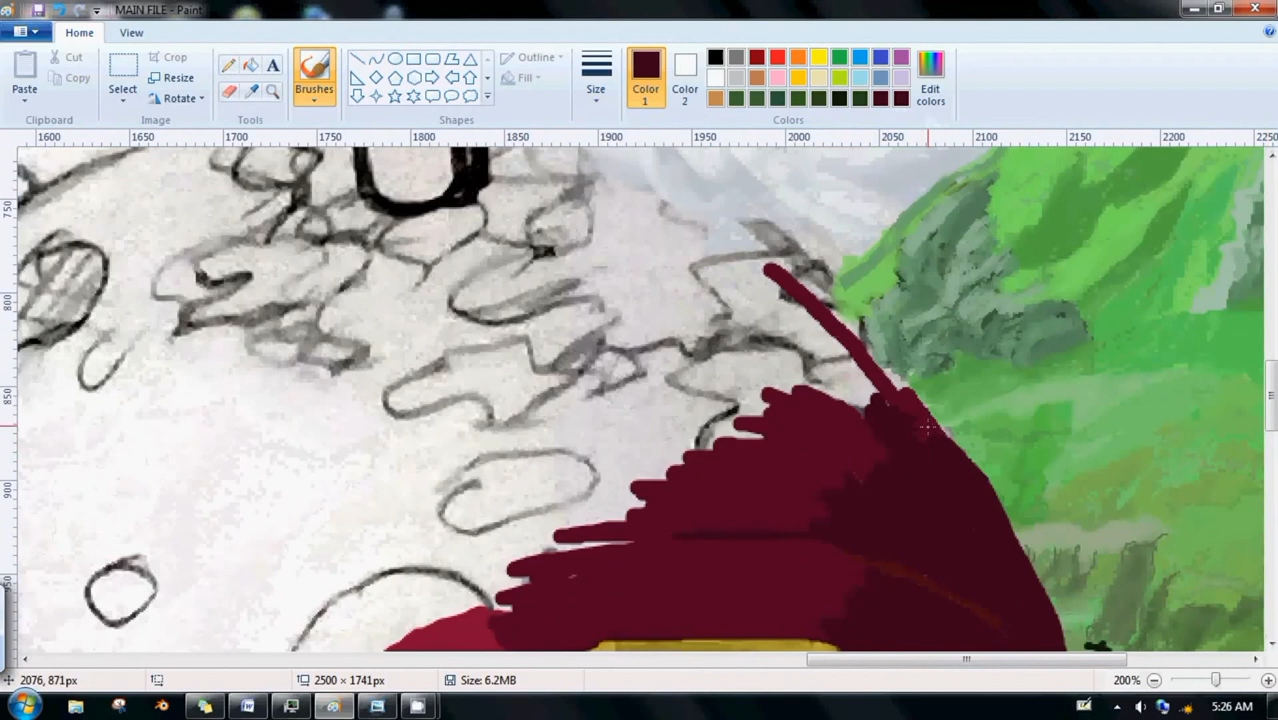 MAIN FILE - Paint
Home View
Paste
Cut
Copy
Clipboard
Select
Crop
Resize
Rotate
Image
A
Tools
Brushes
Outline
Fill
Shapes
Size
Color 1
Color 2
Edit colors
Colors
1600 1650 1700 1750 1800 1850 1900 1950 2000 2050 2100 2150 2200 2250
750
800
850
900
950
2076, 871px
2500 × 1741px
Size: 6.2MB
200%
5:26 AM